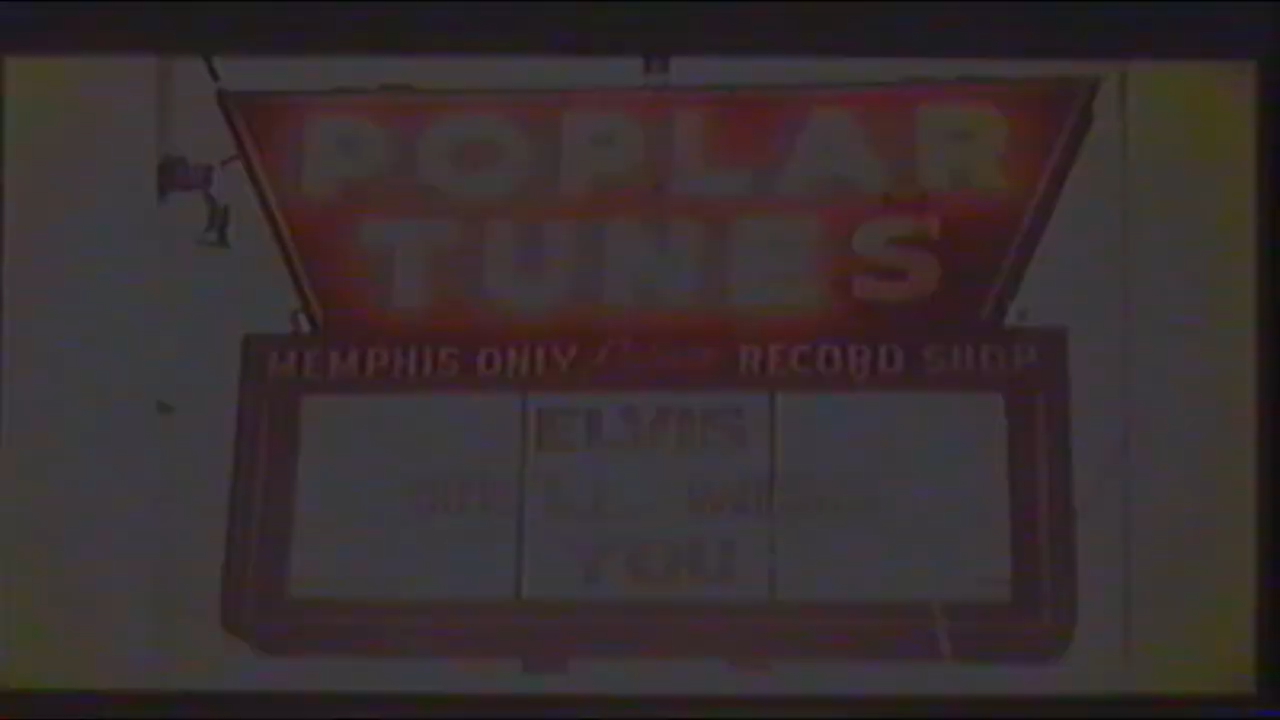 POPLAR
TUNES
MEMPHIS ONLY RECORD SHOP
ELVIS
YOU